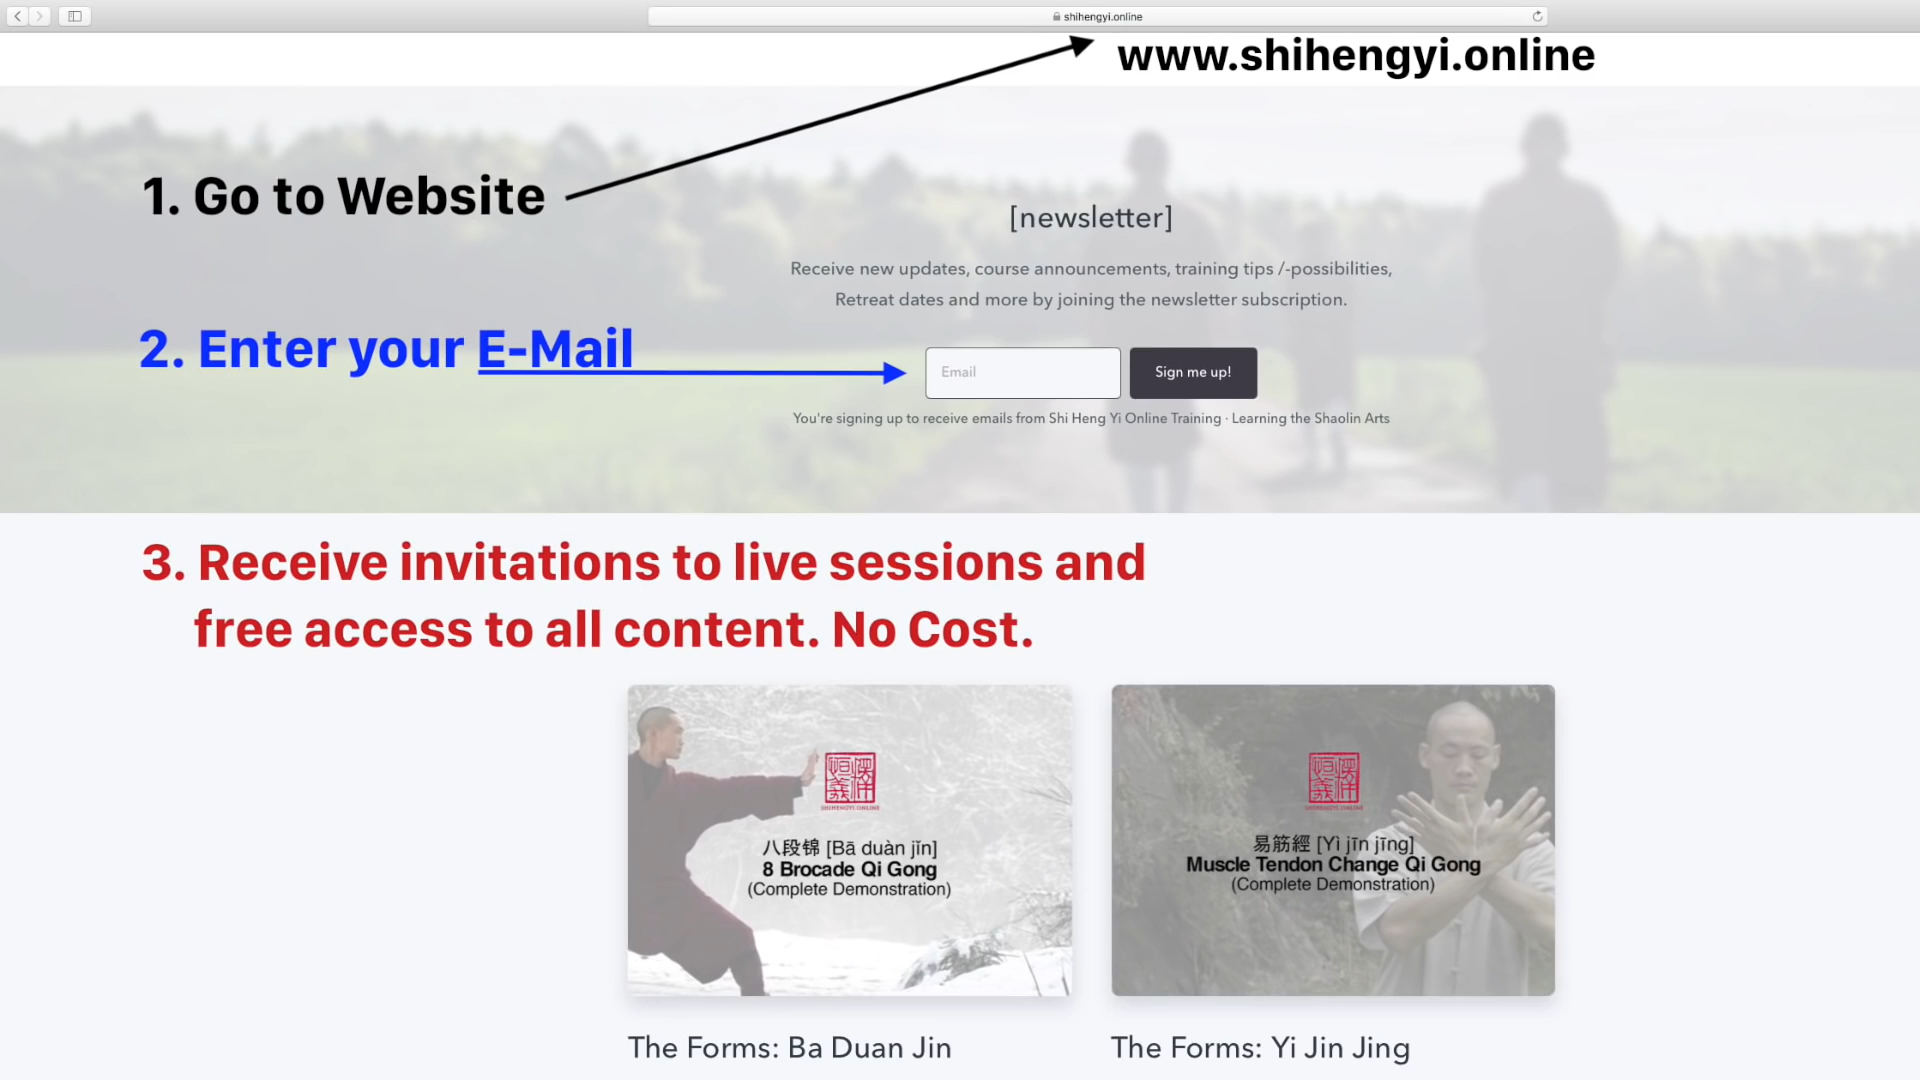 shihengyi.online
www.shihengyi.online
1. Go to Website
[newsletter]
Receive new updates, course announcements, training tips /-possibilities,
Retreat dates and more by joining the newsletter subscription.
2. Enter your E-Mail
Email
Sign me up!
You're signing up to receive emails from Shi Heng Yi Online Training · Learning the Shaolin Arts
3. Receive invitations to live sessions and
free access to all content. No Cost.
SHIHENGYI.ONLINE
八段锦 [Bā duàn jǐn]
8 Brocade Qi Gong
(Complete Demonstration)
SHIHENGYI.ONLINE
易筋經 [Yì jīn jīng]
Muscle Tendon Change Qi Gong
(Complete Demonstration)
The Forms: Ba Duan Jin
The Forms: Yi Jin Jing